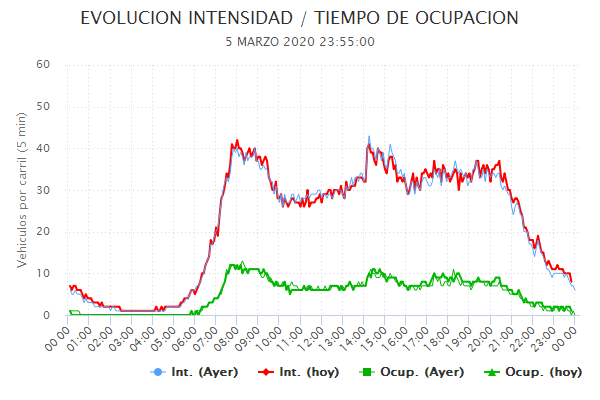 EVOLUCION INTENSIDAD / TIEMPO DE OCUPACION
5 MARZO 2020 23:55:00
Vehiculos por carril (5 min)
60
50
40
30
20
10
0
00:00 01:00 02:00 03:00 04:00 05:00 06:00 07:00 08:00 09:00 10:00 11:00 12:00 13:00 14:00 15:00 16:00 17:00 18:00 19:00 20:00 21:00 22:00 23:00 00:00
Int. (Ayer) Int. (hoy) Ocup. (Ayer) Ocup. (hoy)